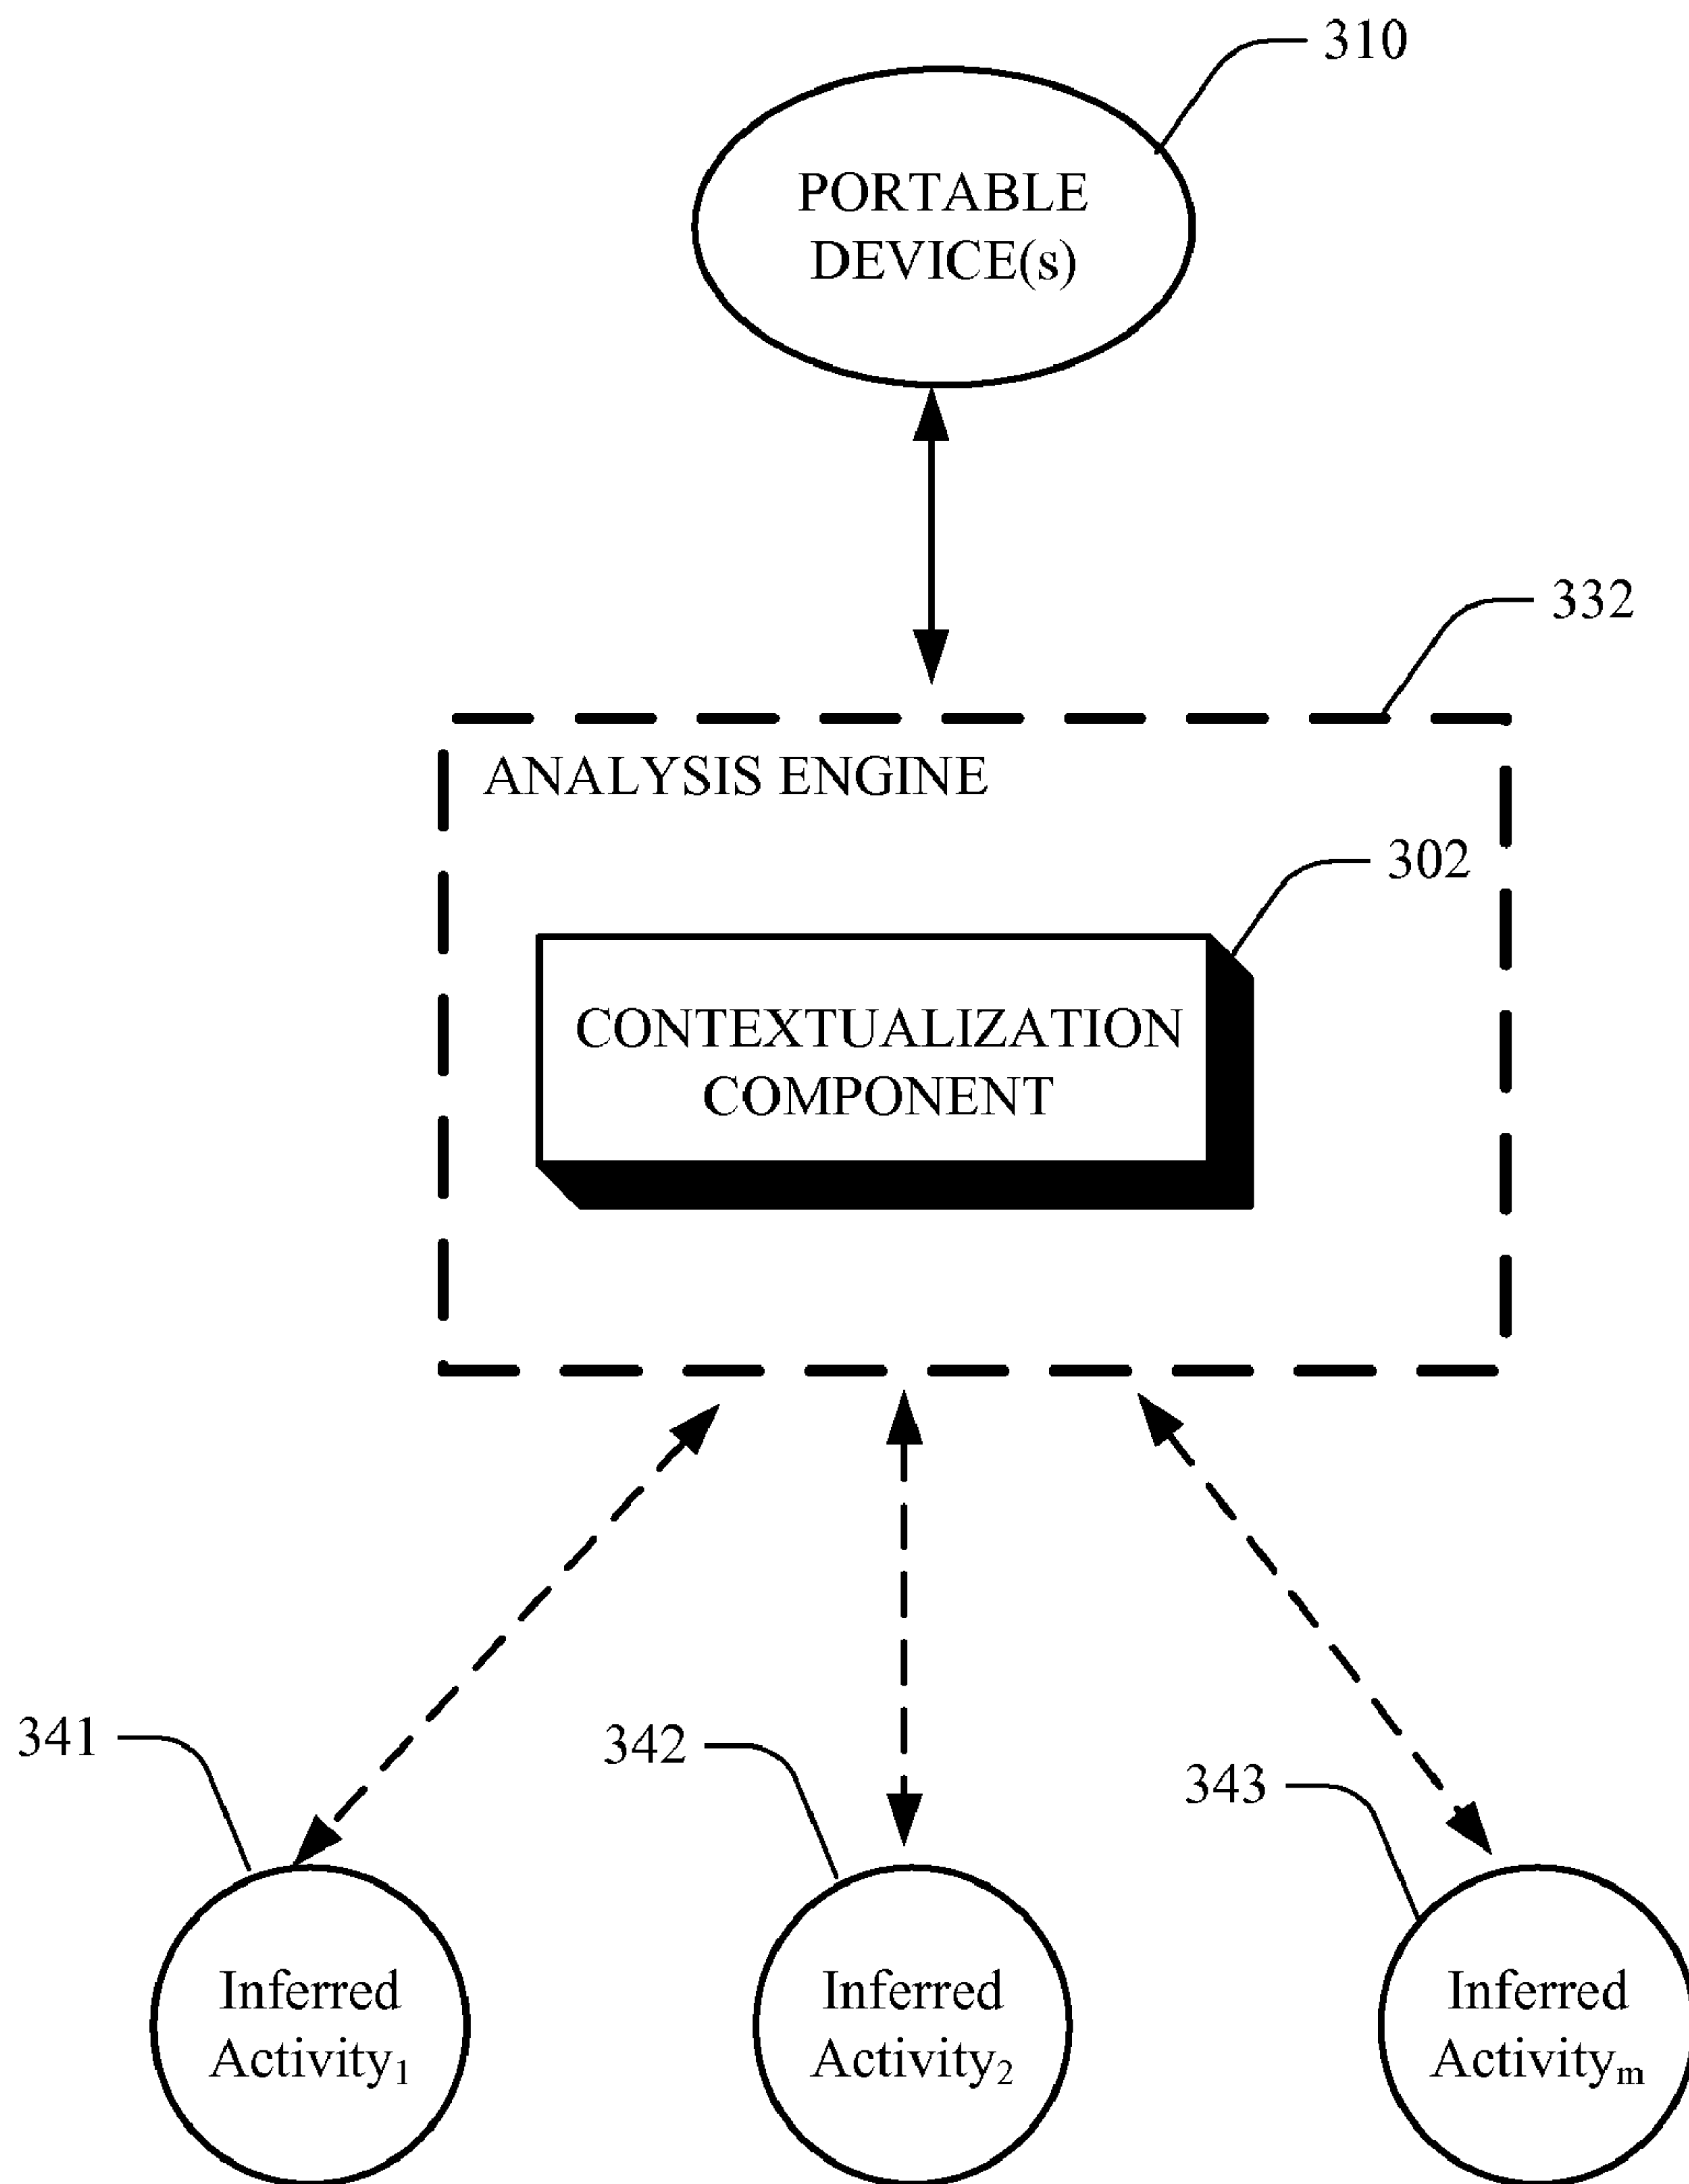 310
PORTABLE
DEVICE(s)
332
ANALYSIS ENGINE
302
CONTEXTUALIZATION
COMPONENT
341
342
343
Inferred
Activity₁
Inferred
Activity₂
Inferred
Activityₘ